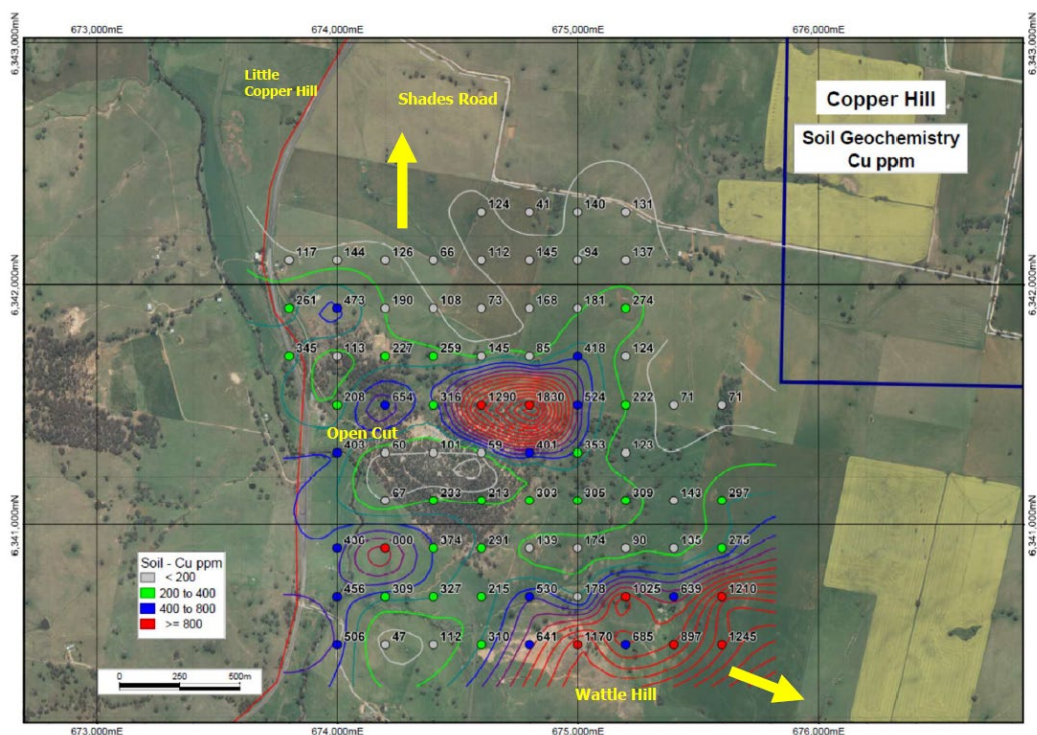 673,000mE 674,000mE 675,000mE 676,000mE
6,343,000mN 6,343,000mN
Little
Copper Hill
Shades Road
Copper Hill
Soil Geochemistry
Cu ppm
124 41 140 131
117 144 126 66 112 145 94 137
6,342,000mN 6,342,000mN
261 473 190 108 73 168 181 274
345 113 227 259 145 85 418 124
208 654 316 1290 1830 524 222 71 71
Open Cut
403 60 101 59 401 353 123
67 233 213 303 305 309 143 297
6,341,000mN 6,341,000mN
436 000 374 291 139 174 90 135 275
Soil - Cu ppm
< 200
200 to 400
400 to 800
>= 800
456 309 327 215 530 178 1025 639 1210
506 47 112 310 641 1170 685 897 1245
0 250 500m
Wattle Hill
673,000mE 674,000mE 675,000mE 676,000mE